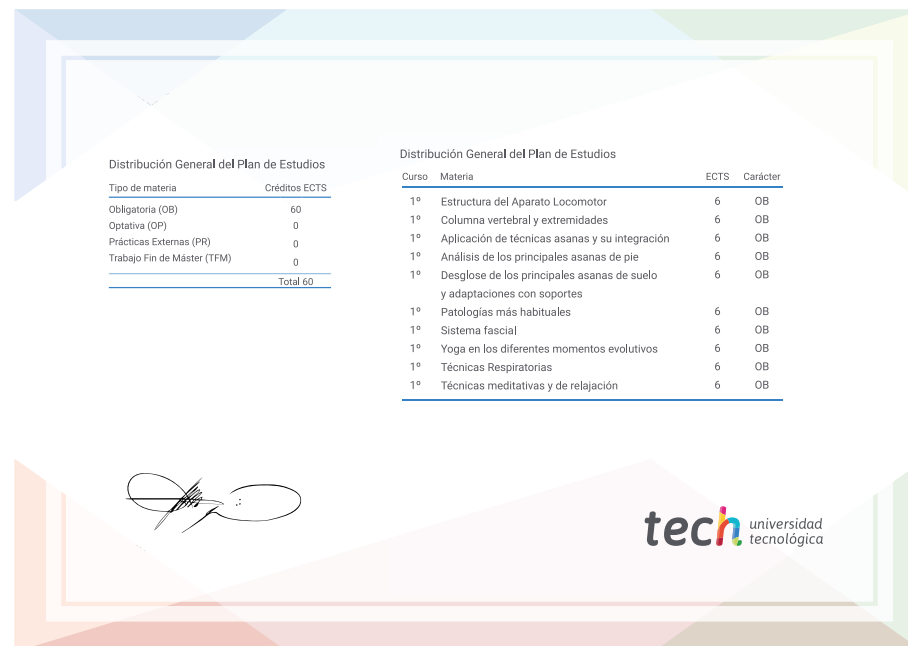 Distribución General del Plan de Estudios
Tipo de materia Créditos ECTS
Obligatoria (OB) 60
Optativa (OP) 0
Prácticas Externas (PR) 0
Trabajo Fin de Máster (TFM) 0
Total 60
Distribución General del Plan de Estudios
Curso Materia ECTS Carácter
1º Estructura del Aparato Locomotor 6 OB
1º Columna vertebral y extremidades 6 OB
1º Aplicación de técnicas asanas y su integración 6 OB
1º Análisis de los principales asanas de pie 6 OB
1º Desglose de los principales asanas de suelo 6 OB
y adaptaciones con soportes
1º Patologías más habituales 6 OB
1º Sistema fascial 6 OB
1º Yoga en los diferentes momentos evolutivos 6 OB
1º Técnicas Respiratorias 6 OB
1º Técnicas meditativas y de relajación 6 OB
tech universidad
tecnológica